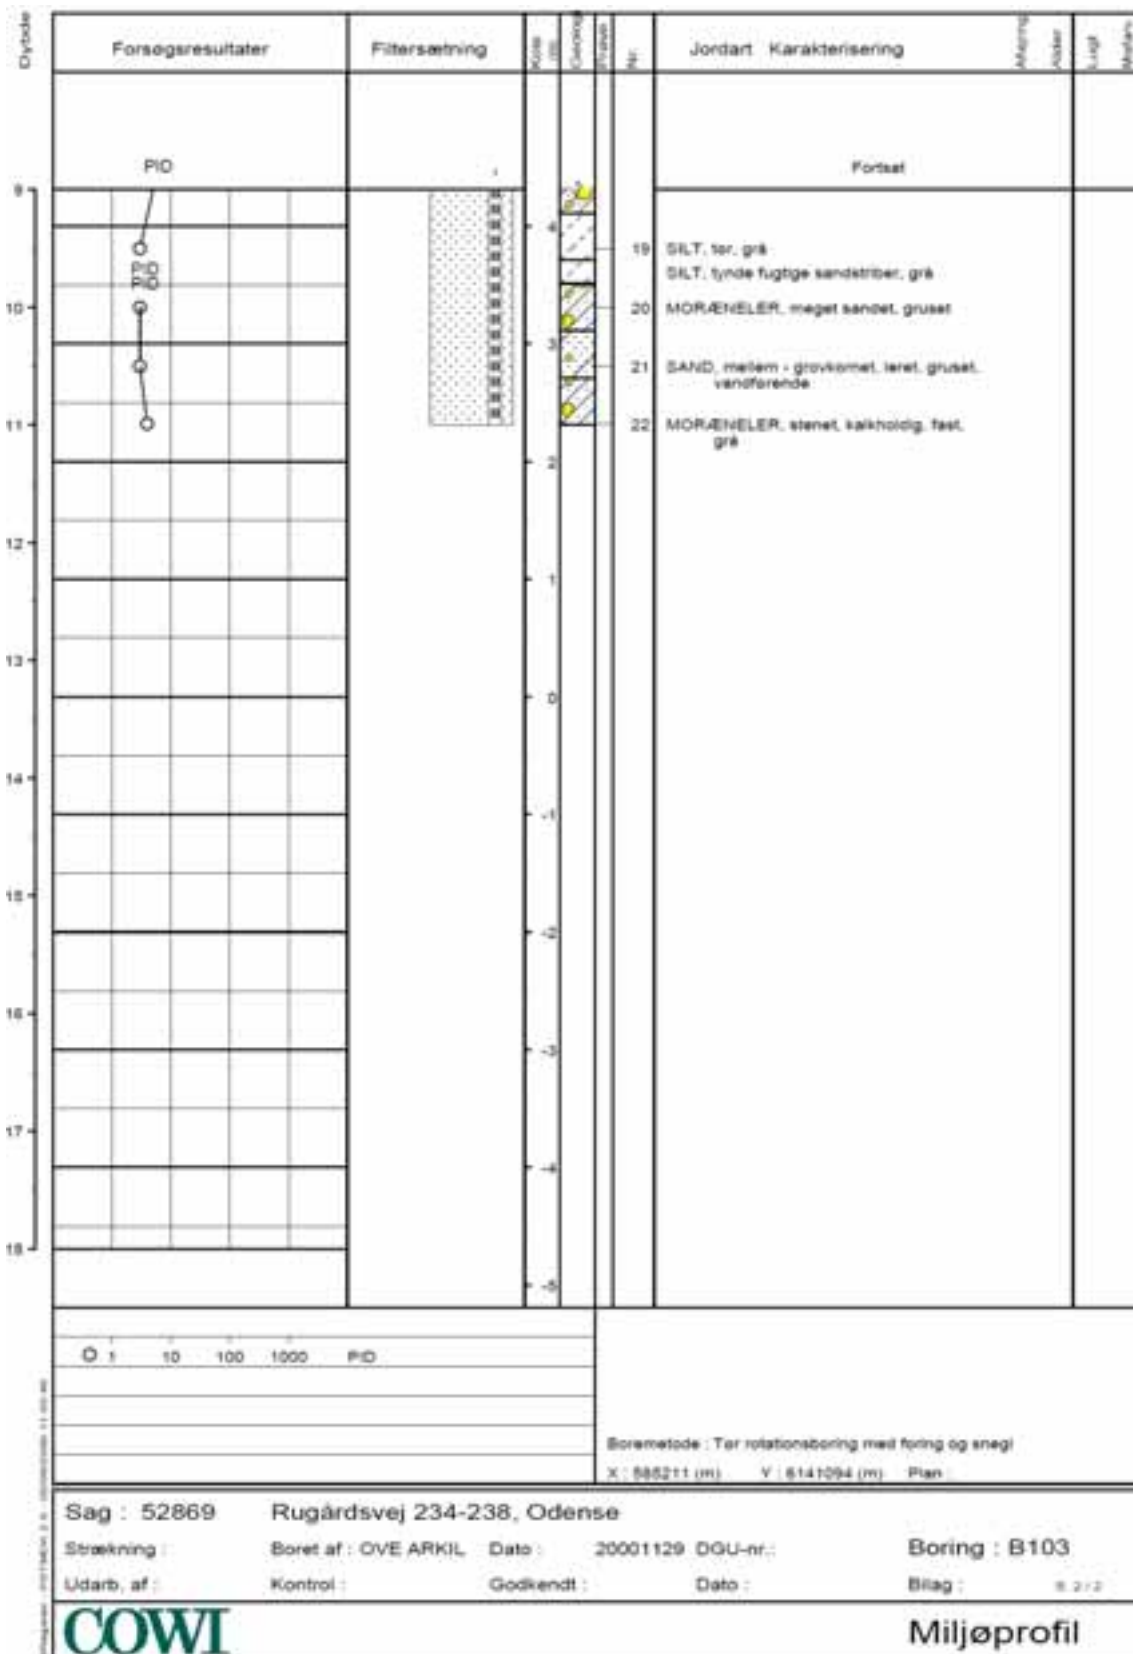 Dybde
Forsøgsresultater
Filtersætning
Kote (m)
Geologi
Prøve
Nr.
Jordart Karakterisering
Aflejring
Alder
Lugt
PID
Fortsat
9
10
11
12
13
14
15
16
17
18
PID
PID
4
3
2
1
0
-1
-2
-3
-4
-5
19 SILT, tør, grå
SILT, tynde fugtige sandstriber, grå
20 MORÆNELER, meget sandet, gruset
21 SAND, mellem - grovkornet, leret, gruset,
vandførende
22 MORÆNELER, stenet, kalkholdig, fast,
grå
1 10 100 1000 PID
Boremetode : Tør rotationsboring med foring og snegl
X : 585211 (m) Y : 6141094 (m) Plan :
Sag : 52869 Rugårdsvej 234-238, Odense
Strækning : Boret af : OVE ARKIL Dato : 20001129 DGU-nr.: Boring : B103
Udarb. af : Kontrol : Godkendt : Dato : Bilag : S. 2 / 2
COWI Miljøprofil